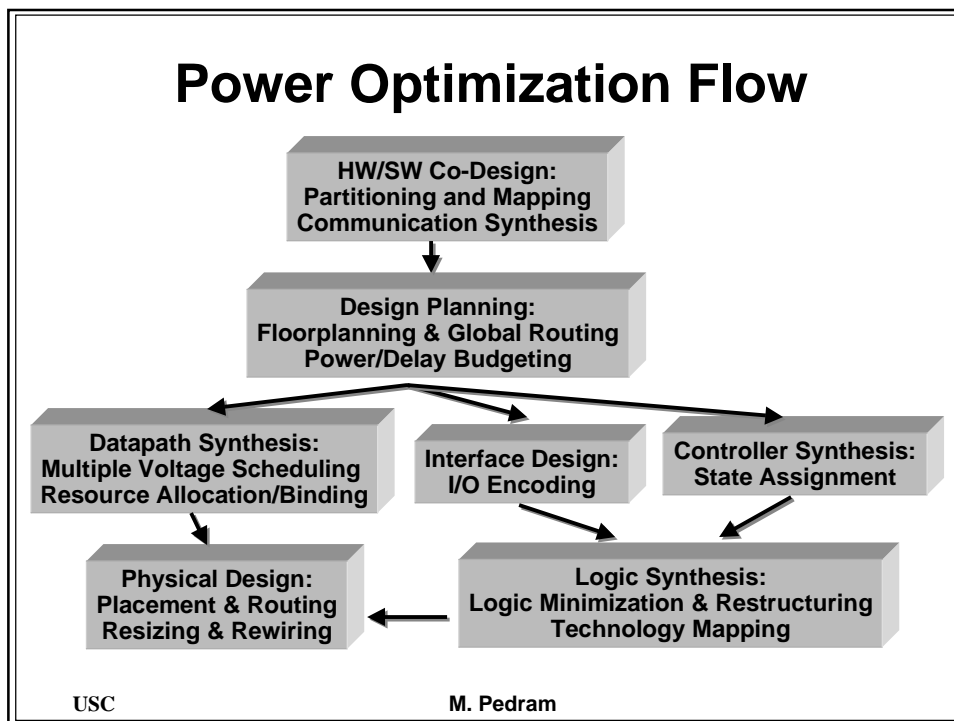 Power Optimization Flow
HW/SW Co-Design:
Partitioning and Mapping
Communication Synthesis
Design Planning:
Floorplanning & Global Routing
Power/Delay Budgeting
Datapath Synthesis:
Multiple Voltage Scheduling
Resource Allocation/Binding
Interface Design:
I/O Encoding
Controller Synthesis:
State Assignment
Physical Design:
Placement & Routing
Resizing & Rewiring
Logic Synthesis:
Logic Minimization & Restructuring
Technology Mapping
USC
M. Pedram